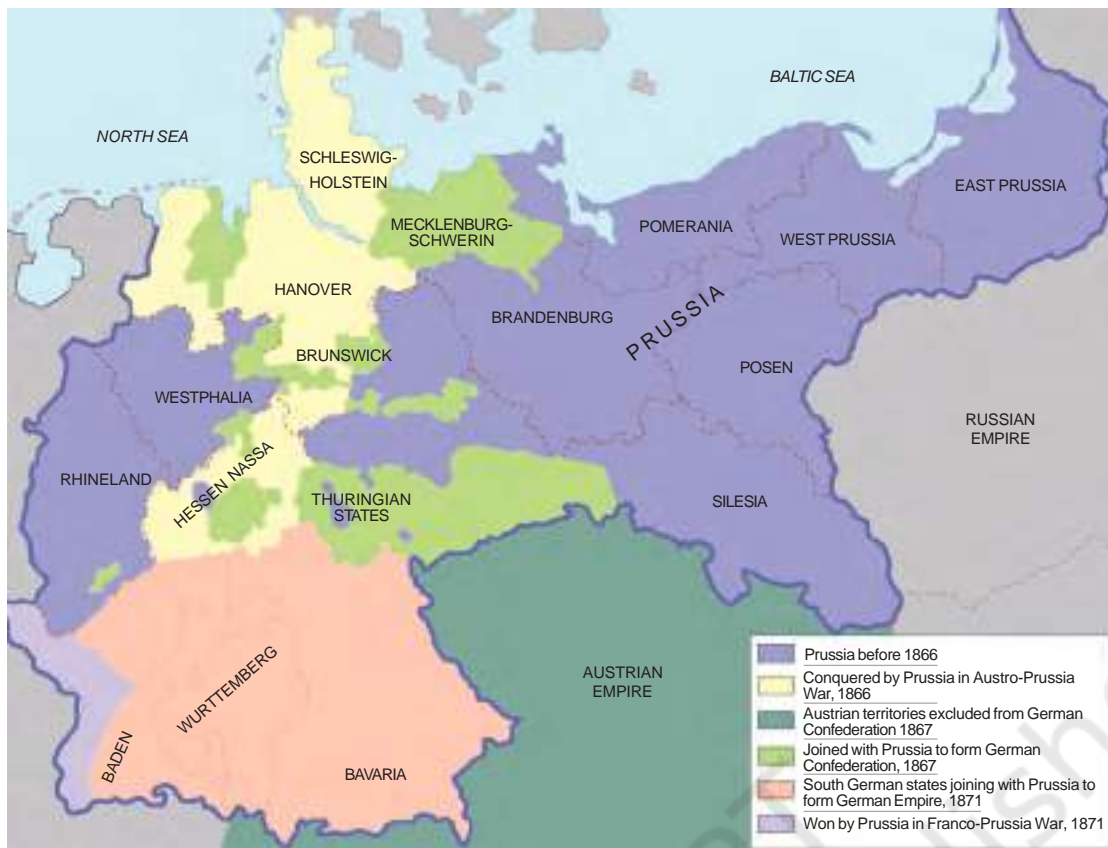 BALTIC SEA
NORTH SEA
SCHLESWIG-
HOLSTEIN
EAST PRUSSIA
MECKLENBURG-
SCHWERIN
POMERANIA
WEST PRUSSIA
HANOVER
BRANDENBURG
PRUSSIA
BRUNSWICK
POSEN
WESTPHALIA
RUSSIAN
EMPIRE
RHINELAND
HESSEN NASSA
THURINGIAN
STATES
SILESIA
AUSTRIAN
EMPIRE
WURTTEMBERG
BADEN
BAVARIA
Prussia before 1866
Conquered by Prussia in Austro-Prussia
War, 1866
Austrian territories excluded from German
Confederation 1867
Joined with Prussia to form German
Confederation, 1867
South German states joining with Prussia to
form German Empire, 1871
Won by Prussia in Franco-Prussia War, 1871